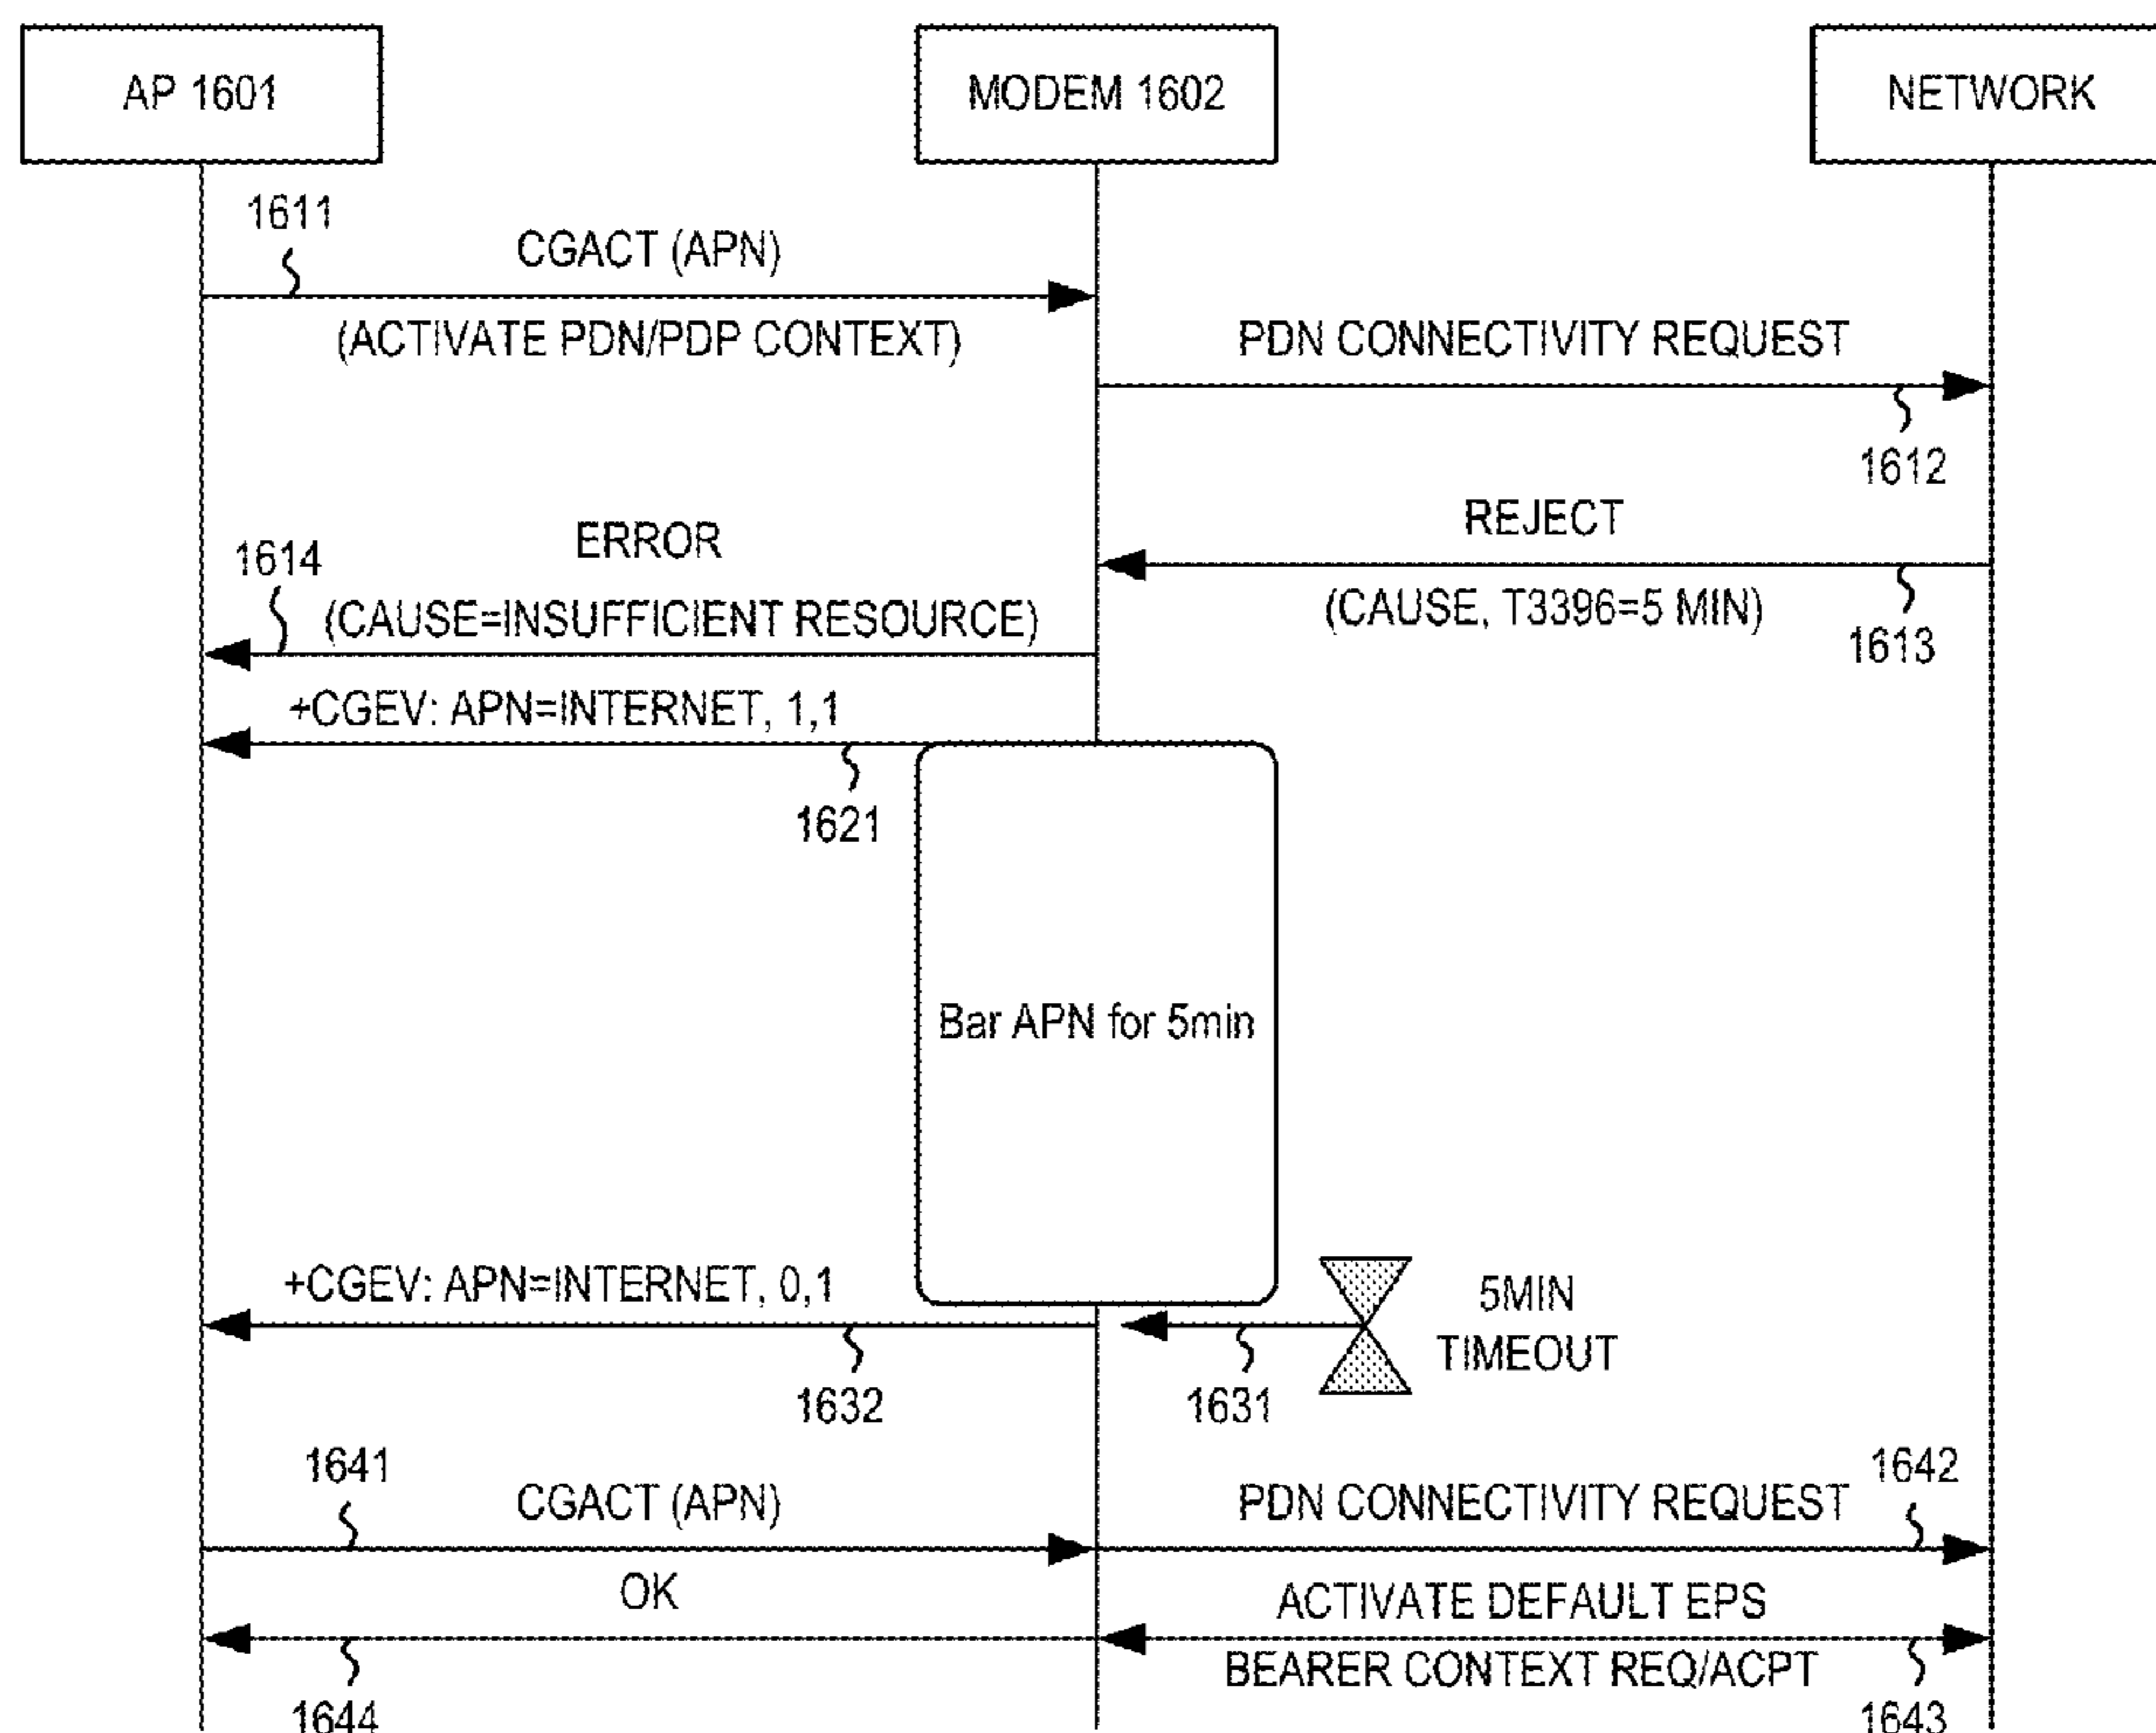 AP 1601
MODEM 1602
NETWORK
1611
CGACT (APN)
(ACTIVATE PDN/PDP CONTEXT)
PDN CONNECTIVITY REQUEST
1612
REJECT
(CAUSE, T3396=5 MIN)
1613
ERROR
1614
(CAUSE=INSUFFICIENT RESOURCE)
+CGEV: APN=INTERNET, 1,1
1621
Bar APN for 5min
+CGEV: APN=INTERNET, 0,1
5MIN
TIMEOUT
1632
1631
1641
CGACT (APN)
PDN CONNECTIVITY REQUEST
1642
OK
ACTIVATE DEFAULT EPS
BEARER CONTEXT REQ/ACPT
1644
1643